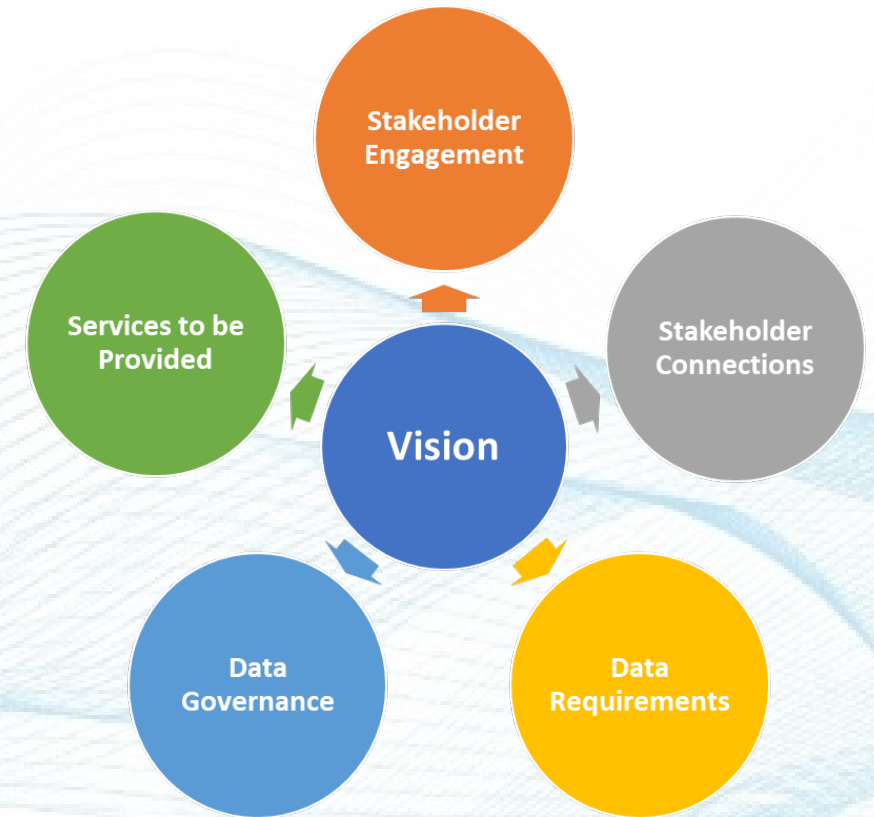 Stakeholder
Engagement
Services to be
Provided
Stakeholder
Connections
Vision
Data
Governance
Data
Requirements